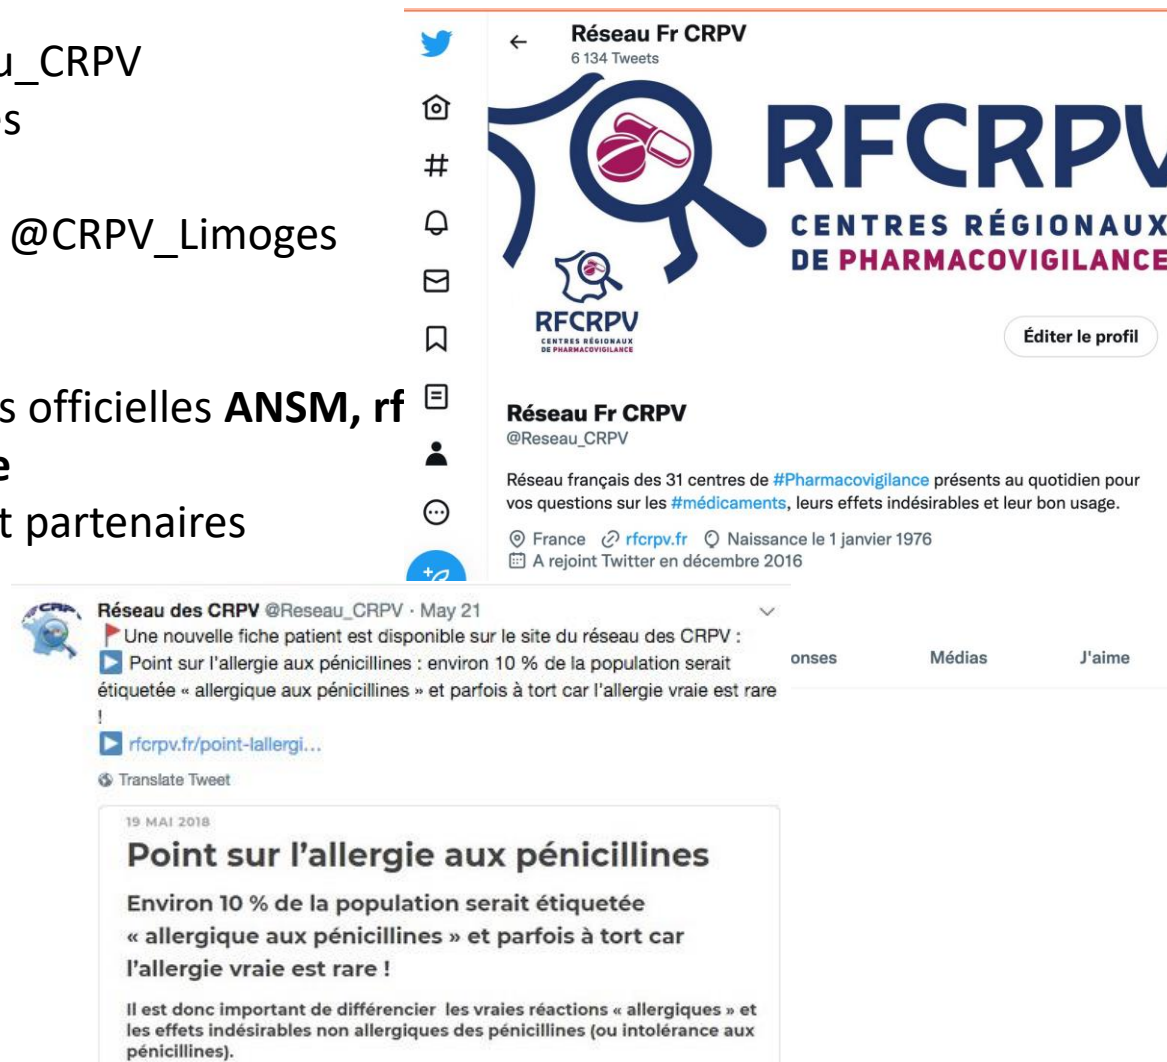 u_CRPV
es
@CRPV_Limoges
s officielles ANSM, rf
e
t partenaires
Réseau Fr CRPV
6 134 Tweets
RFCRPV
CENTRES RÉGIONAUX
DE PHARMACOVIGILANCE
RFCRPV
CENTRES RÉGIONAUX
DE PHARMACOVIGILANCE
Éditer le profil
Réseau Fr CRPV
@Reseau_CRPV
Réseau français des 31 centres de #Pharmacovigilance présents au quotidien pour
vos questions sur les #médicaments, leurs effets indésirables et leur bon usage.
France rfcrpv.fr Naissance le 1 janvier 1976
A rejoint Twitter en décembre 2016
onses Médias J'aime
Réseau des CRPV @Reseau_CRPV · May 21
Une nouvelle fiche patient est disponible sur le site du réseau des CRPV :
Point sur l'allergie aux pénicillines : environ 10 % de la population serait
étiquetée « allergique aux pénicillines » et parfois à tort car l'allergie vraie est rare
!
rfcrpv.fr/point-lallergi...
Translate Tweet
19 MAI 2018
Point sur l'allergie aux pénicillines
Environ 10 % de la population serait étiquetée
« allergique aux pénicillines » et parfois à tort car
l'allergie vraie est rare !
Il est donc important de différencier les vraies réactions « allergiques » et
les effets indésirables non allergiques des pénicillines (ou intolérance aux
pénicillines).